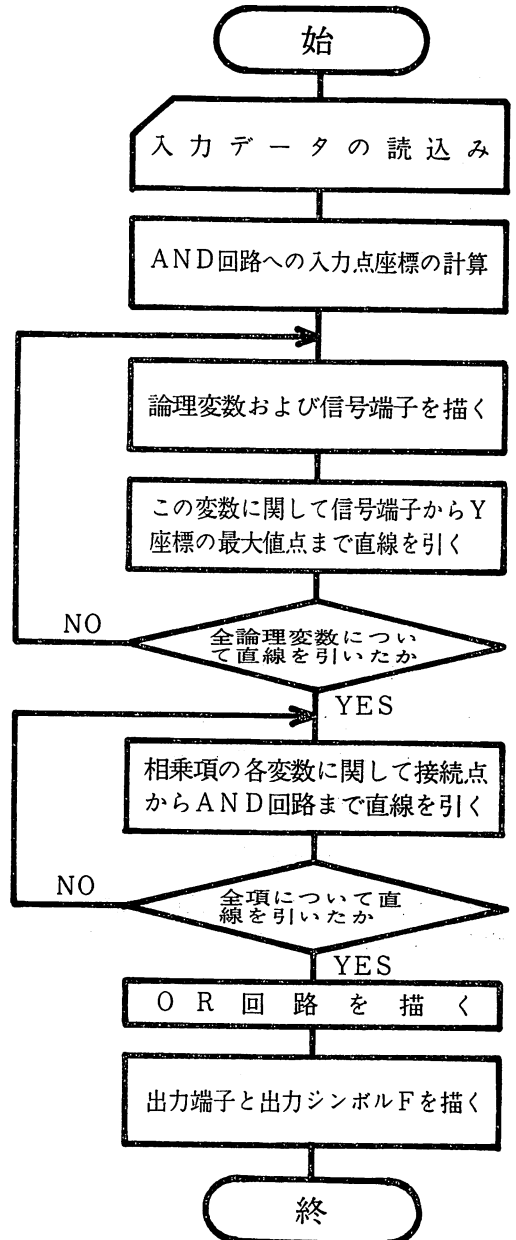 始
入力データの読込み
AND回路への入力点座標の計算
論理変数および信号端子を描く
この変数に関して信号端子からY
座標の最大値点まで直線を引く
NO
全論理変数につい
て直線を引いたか
YES
相乗項の各変数に関して接続点
からAND回路まで直線を引く
NO
全項について直
線を引いたか
YES
OR回路を描く
出力端子と出力シンボルFを描く
終